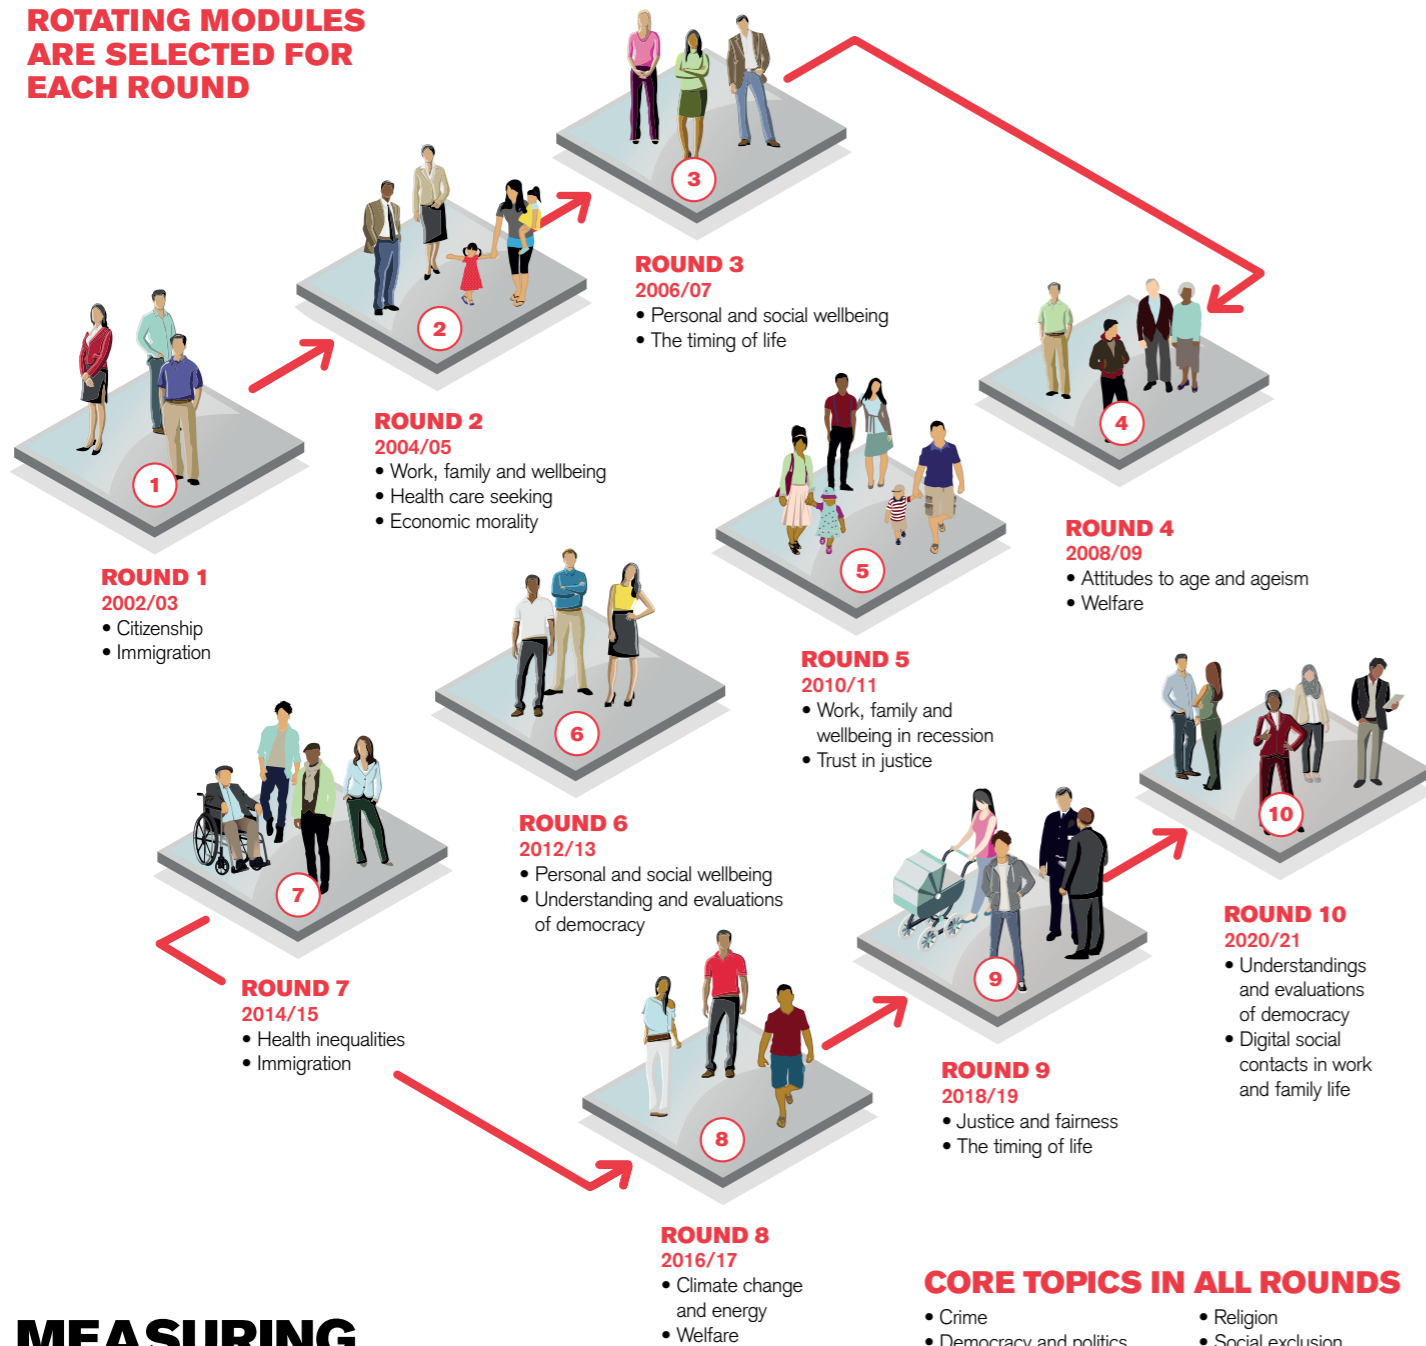 ROTATING MODULES
ARE SELECTED FOR
EACH ROUND
1
ROUND 1
2002/03
• Citizenship
• Immigration
2
ROUND 2
2004/05
• Work, family and wellbeing
• Health care seeking
• Economic morality
3
ROUND 3
2006/07
• Personal and social wellbeing
• The timing of life
4
ROUND 4
2008/09
• Attitudes to age and ageism
• Welfare
5
ROUND 5
2010/11
• Work, family and
wellbeing in recession
• Trust in justice
6
ROUND 6
2012/13
• Personal and social wellbeing
• Understanding and evaluations
of democracy
7
ROUND 7
2014/15
• Health inequalities
• Immigration
8
ROUND 8
2016/17
• Climate change
and energy
• Welfare
9
ROUND 9
2018/19
• Justice and fairness
• The timing of life
10
ROUND 10
2020/21
• Understandings
and evaluations
of democracy
• Digital social
contacts in work
and family life
CORE TOPICS IN ALL ROUNDS
• Crime
• Democracy and politics
• Religion
• Social exclusion
MEASURING